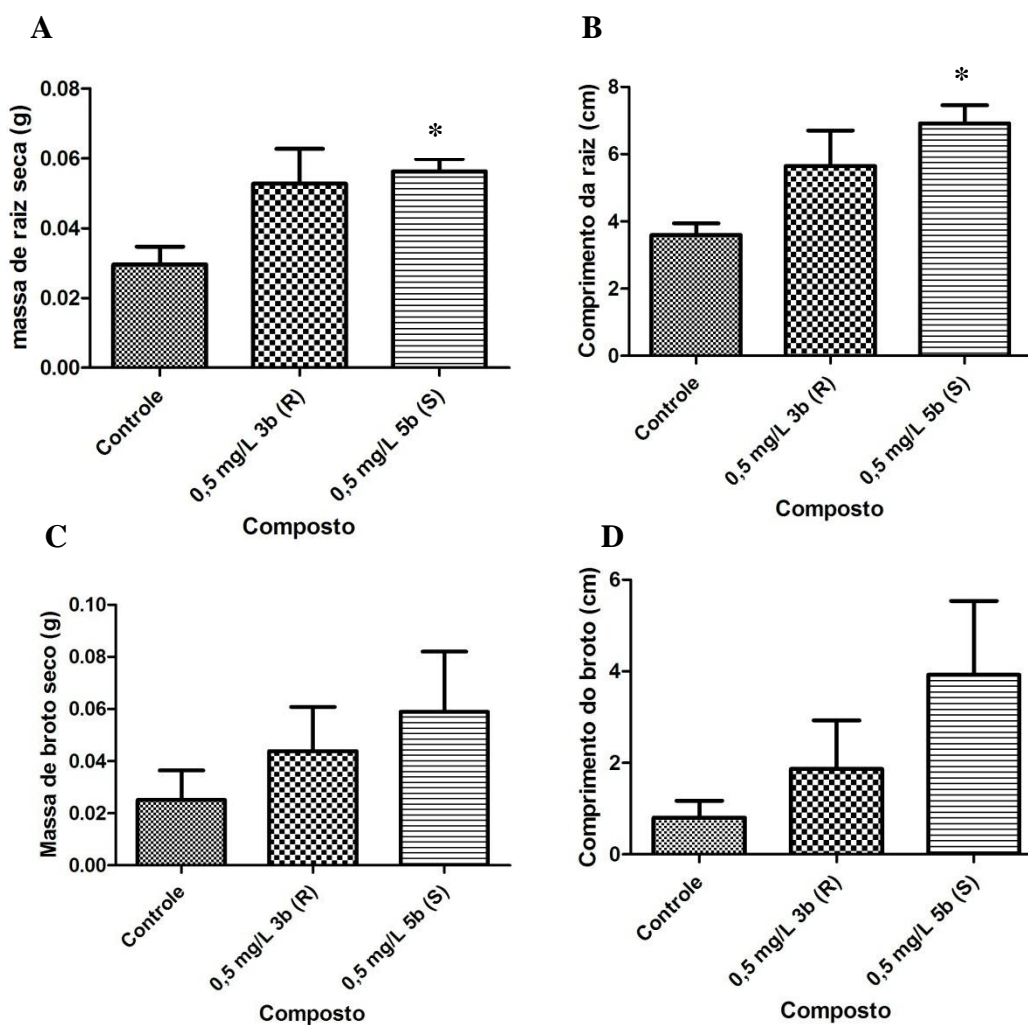 A
massa de raiz seca (g)
0.08
0.06
0.04
0.02
0.00
*
Controle
0,5 mg/L 3b (R)
0,5 mg/L 5b (S)
Composto
B
Comprimento da raiz (cm)
8
6
4
2
0
*
Controle
0,5 mg/L 3b (R)
0,5 mg/L 5b (S)
Composto
C
Massa de broto seco (g)
0.10
0.08
0.06
0.04
0.02
0.00
Controle
0,5 mg/L 3b (R)
0,5 mg/L 5b (S)
Composto
D
Comprimento do broto (cm)
6
4
2
0
Controle
0,5 mg/L 3b (R)
0,5 mg/L 5b (S)
Composto